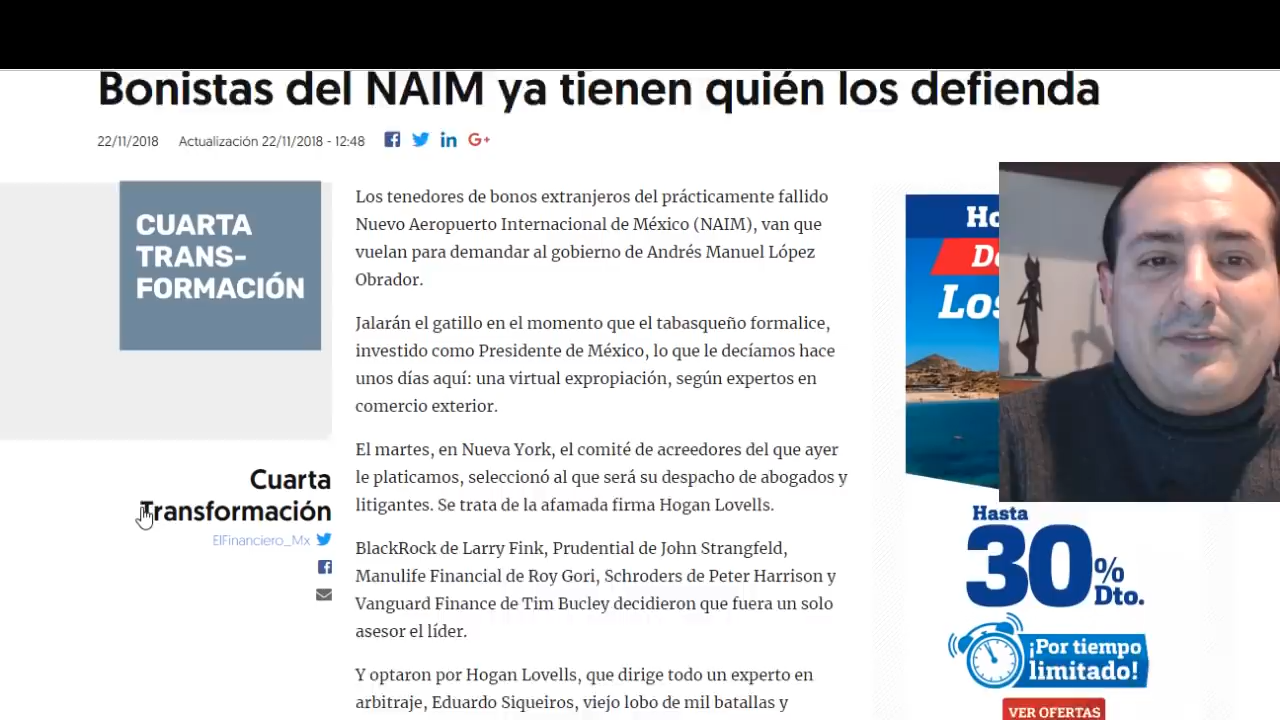 Bonistas del NAIM ya tienen quién los defienda
22/11/2018 Actualización 22/11/2018 - 12:48
CUARTA
TRANS-
FORMACIÓN
Cuarta
Transformación
ElFinanciero_Mx
Los tenedores de bonos extranjeros del prácticamente fallido
Nuevo Aeropuerto Internacional de México (NAIM), van que
vuelan para demandar al gobierno de Andrés Manuel López
Obrador.
Jalarán el gatillo en el momento que el tabasqueño formalice,
investido como Presidente de México, lo que le decíamos hace
unos días aquí: una virtual expropiación, según expertos en
comercio exterior.
El martes, en Nueva York, el comité de acreedores del que ayer
le platicamos, seleccionó al que será su despacho de abogados y
litigantes. Se trata de la afamada firma Hogan Lovells.
BlackRock de Larry Fink, Prudential de John Strangfeld,
Manulife Financial de Roy Gori, Schroders de Peter Harrison y
Vanguard Finance de Tim Bucley decidieron que fuera un solo
asesor el líder.
Y optaron por Hogan Lovells, que dirige todo un experto en
arbitraje, Eduardo Siqueiros, viejo lobo de mil batallas y
Los
Hasta
30% Dto.
¡Por tiempo
limitado!
VER OFERTAS